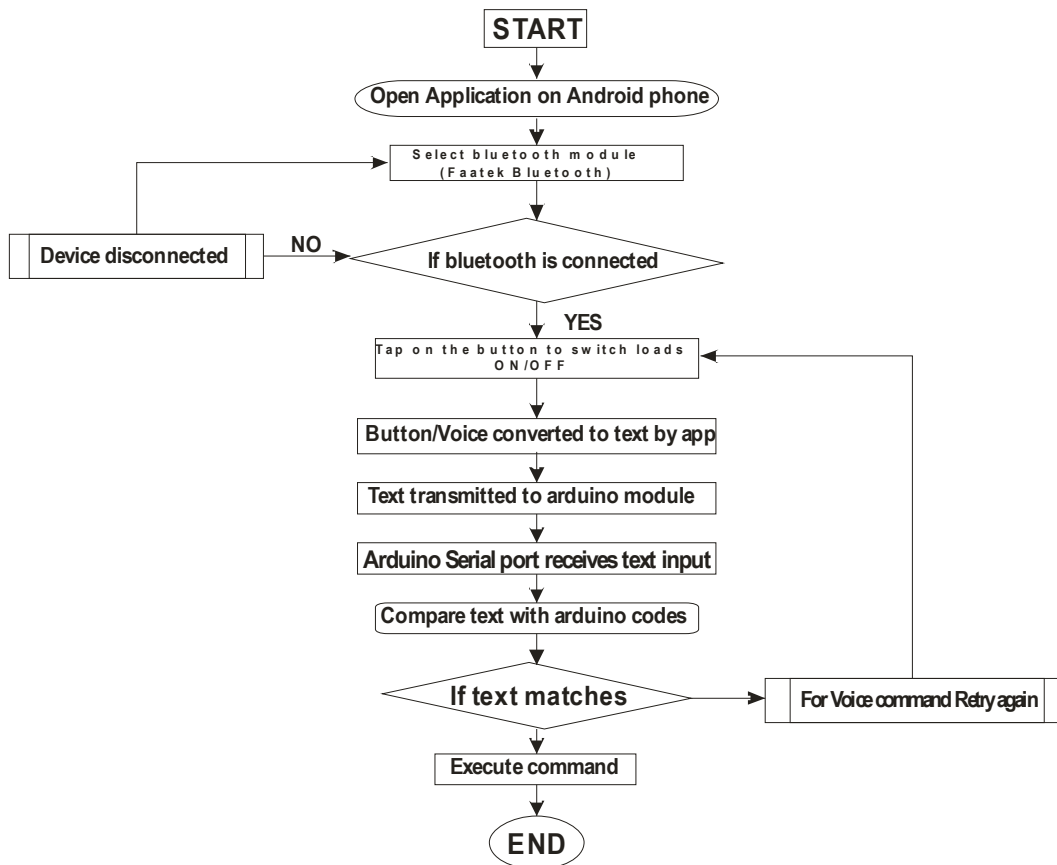 START
Open Application on Android phone
Select bluetooth module
(Faatek Bluetooth)
Device disconnected
NO
If bluetooth is connected
YES
Tap on the button to switch loads
ON/OFF
Button/Voice converted to text by app
Text transmitted to arduino module
Arduino Serial port receives text input
Compare text with arduino codes
If text matches
For Voice command Retry again
Execute command
END